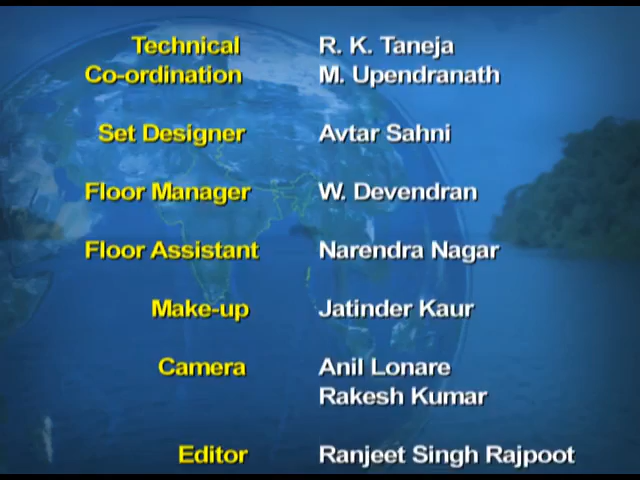 Technical R. K. Taneja
Co-ordination M. Upendranath
Set Designer Avtar Sahni
Floor Manager W. Devendran
Floor Assistant Narendra Nagar
Make-up Jatinder Kaur
Camera Anil Lonare
Rakesh Kumar
Editor Ranjeet Singh Rajpoot